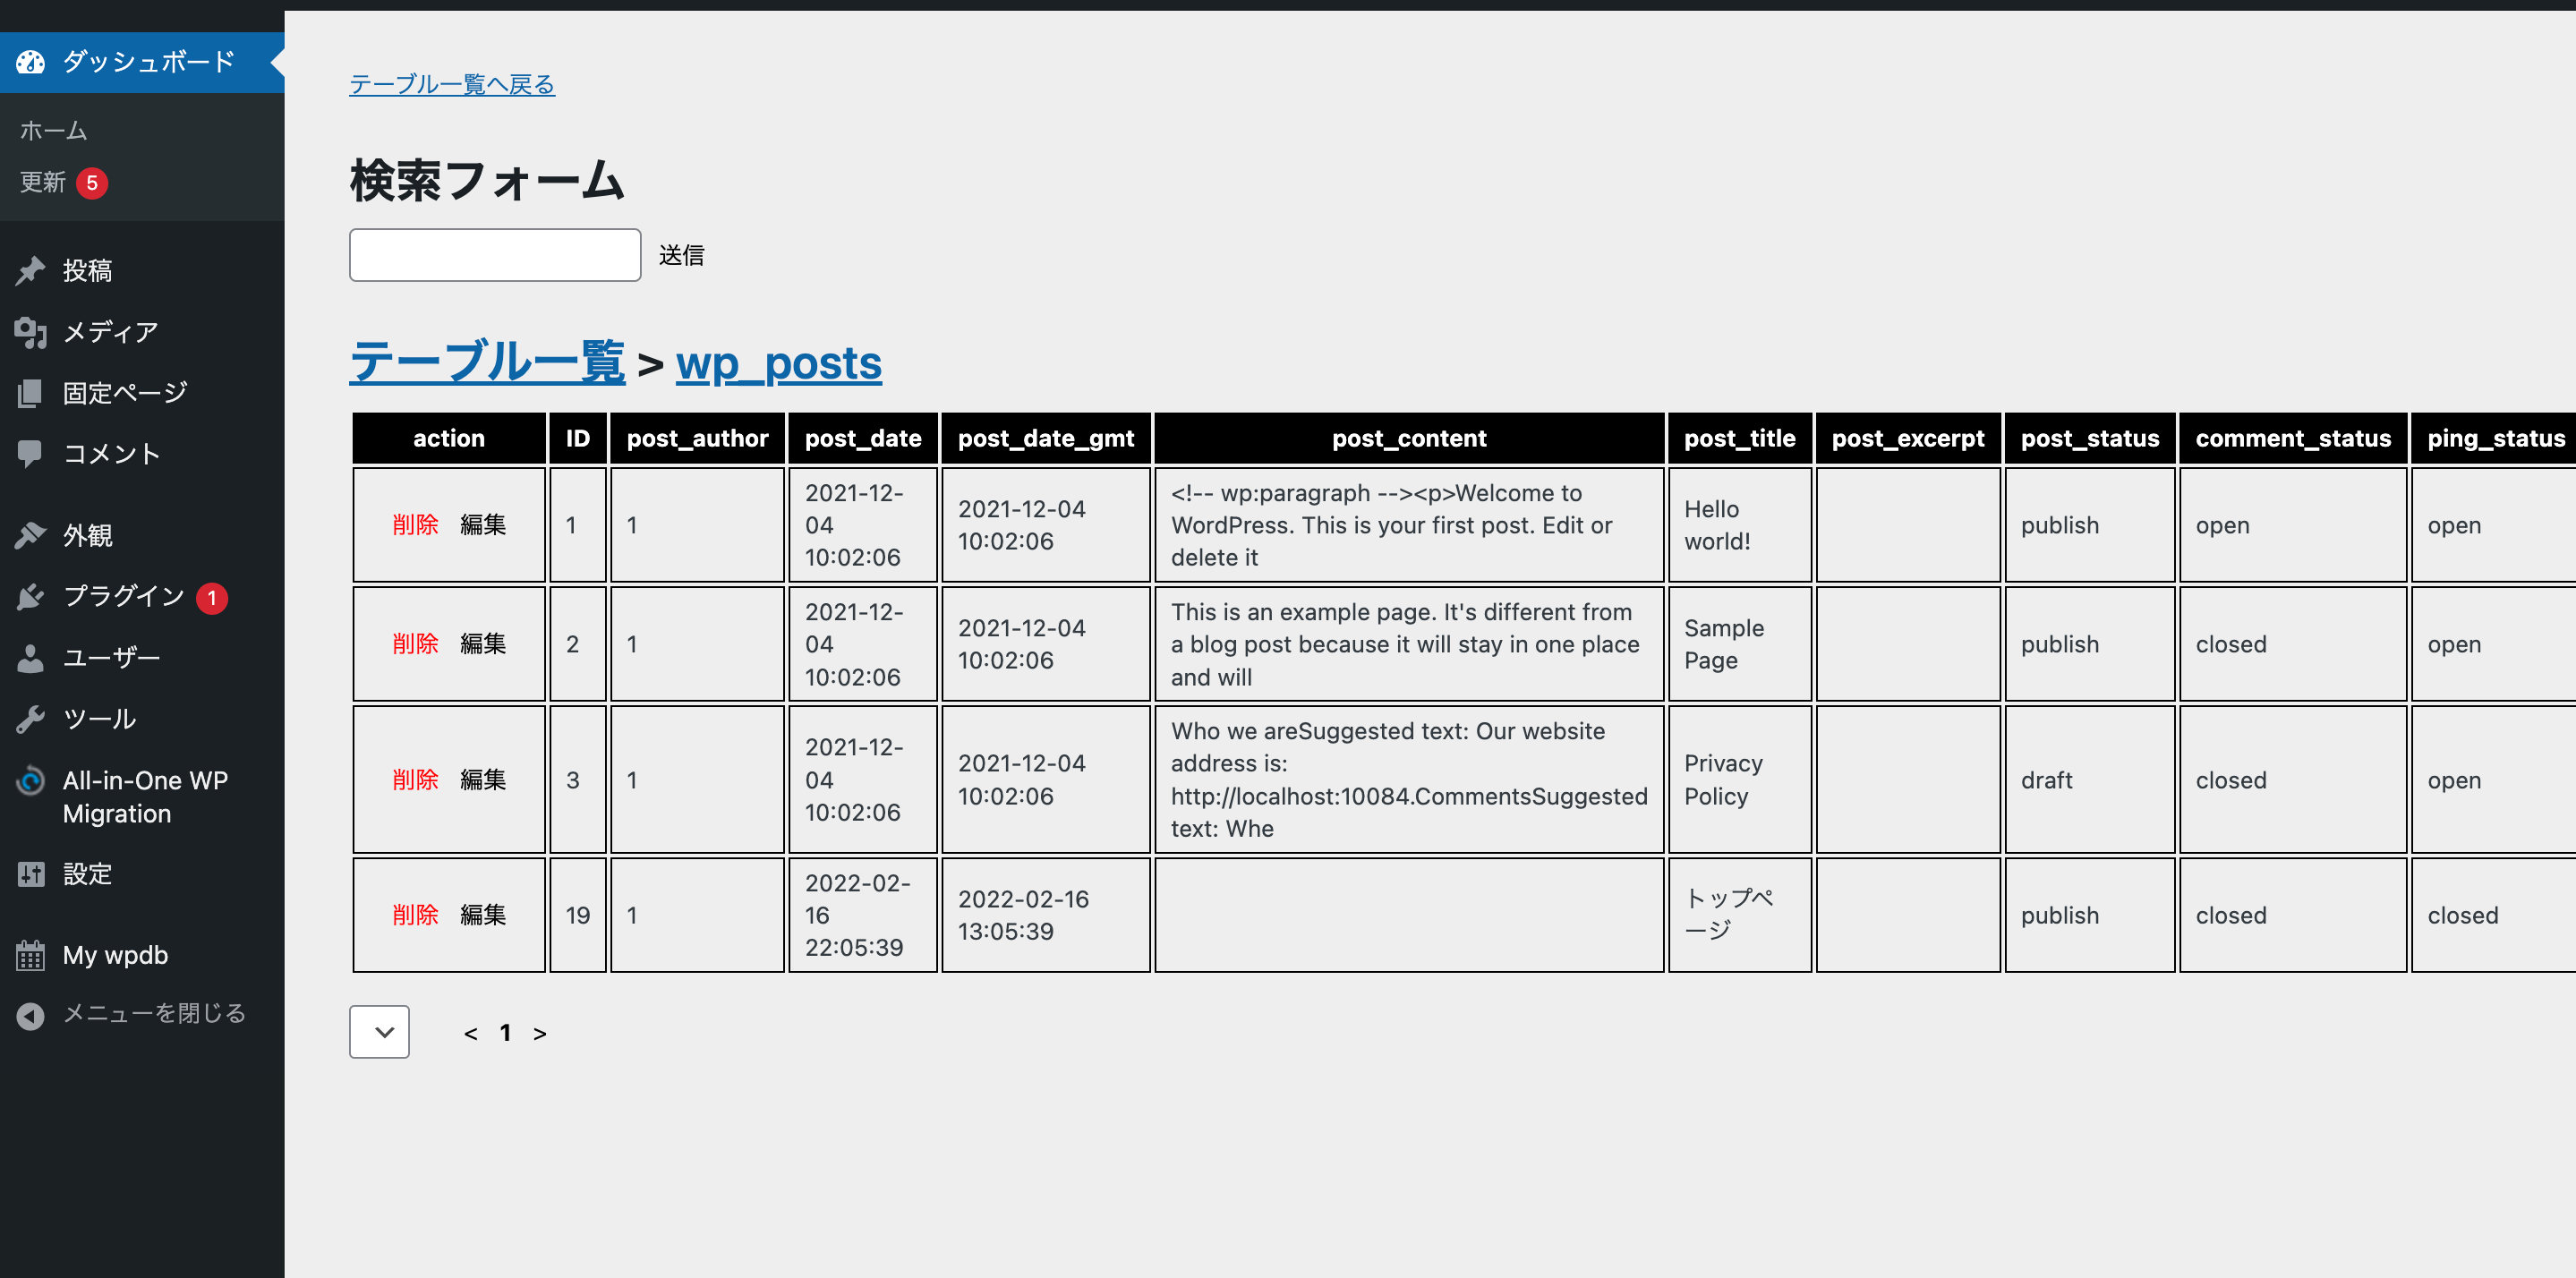 ダッシュボード
ホーム
更新 5
投稿
メディア
固定ページ
コメント
外観
プラグイン 1
ユーザー
ツール
All-in-One WP
Migration
設定
My wpdb
メニューを閉じる
テーブル一覧へ戻る
検索フォーム
送信
テーブル一覧 > wp_posts
action ID post_author post_date post_date_gmt post_content post_title post_excerpt post_status comment_status ping_status
削除 編集 1 1
2021-12-
04
10:02:06
2021-12-04
10:02:06
<!-- wp:paragraph --><p>Welcome to
WordPress. This is your first post. Edit or
delete it
Hello
world!
publish open open
削除 編集 2 1
2021-12-
04
10:02:06
2021-12-04
10:02:06
This is an example page. It's different from
a blog post because it will stay in one place
and will
Sample
Page
publish closed open
削除 編集 3 1
2021-12-
04
10:02:06
2021-12-04
10:02:06
Who we areSuggested text: Our website
address is:
http://localhost:10084.CommentsSuggested
text: Whe
Privacy
Policy
draft closed open
削除 編集 19 1
2022-02-
16
22:05:39
2022-02-16
13:05:39
トップペ
ージ
publish closed closed
< 1 >